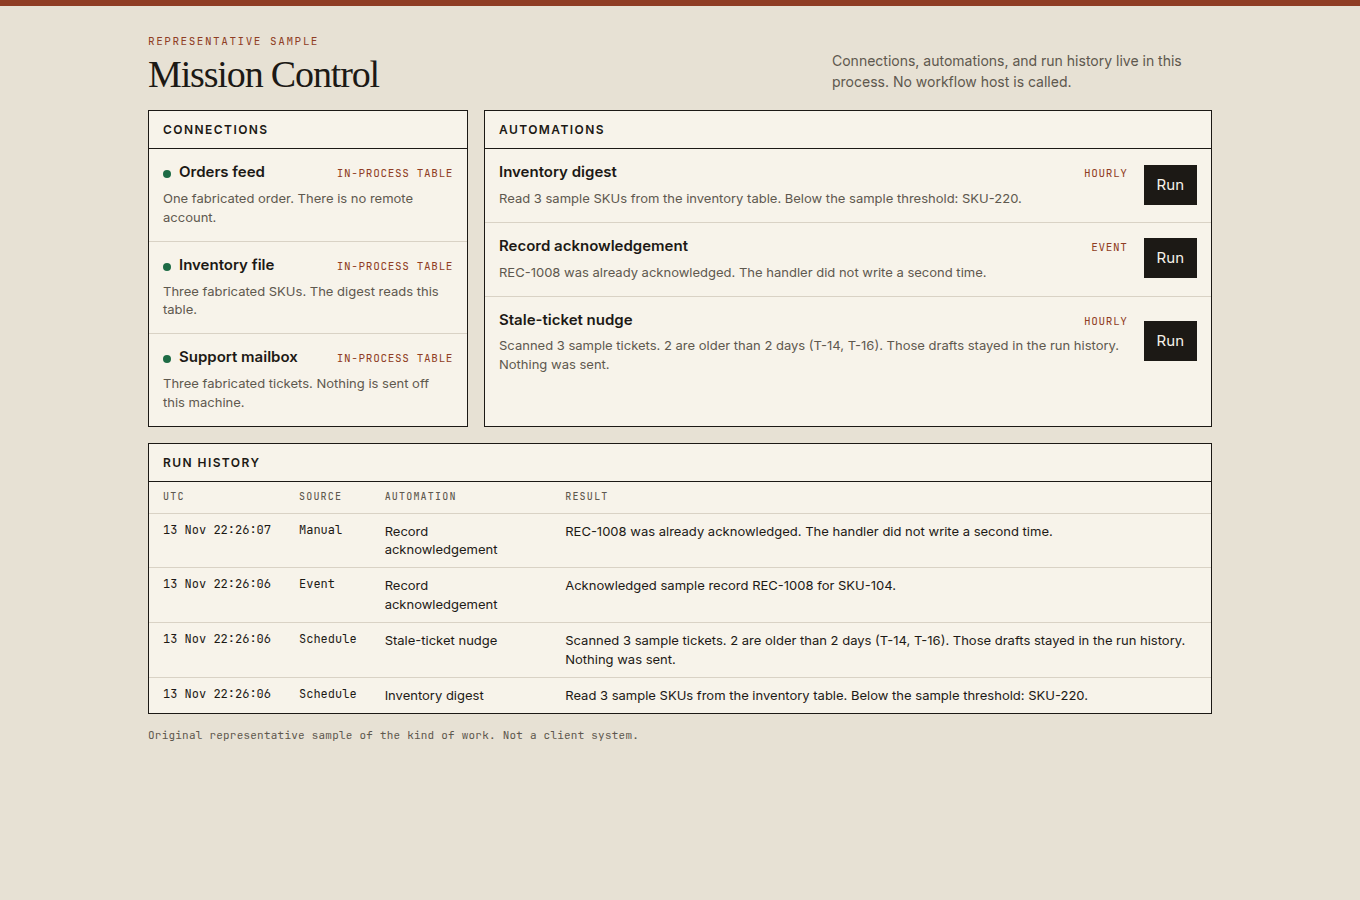 REPRESENTATIVE SAMPLE
Mission Control
Connections, automations, and run history live in this
process. No workflow host is called.
CONNECTIONS
Orders feed IN-PROCESS TABLE
One fabricated order. There is no remote
account.
Inventory file IN-PROCESS TABLE
Three fabricated SKUs. The digest reads this
table.
Support mailbox IN-PROCESS TABLE
Three fabricated tickets. Nothing is sent off
this machine.
AUTOMATIONS
Inventory digest HOURLY Run
Read 3 sample SKUs from the inventory table. Below the sample threshold: SKU-220.
Record acknowledgement EVENT Run
REC-1008 was already acknowledged. The handler did not write a second time.
Stale-ticket nudge HOURLY Run
Scanned 3 sample tickets. 2 are older than 2 days (T-14, T-16). Those drafts stayed in the run history.
Nothing was sent.
RUN HISTORY
UTC SOURCE AUTOMATION RESULT
13 Nov 22:26:07 Manual Record REC-1008 was already acknowledged. The handler did not write a second time.
acknowledgement
13 Nov 22:26:06 Event Record Acknowledged sample record REC-1008 for SKU-104.
acknowledgement
13 Nov 22:26:06 Schedule Stale-ticket nudge Scanned 3 sample tickets. 2 are older than 2 days (T-14, T-16). Those drafts stayed in the run history.
Nothing was sent.
13 Nov 22:26:06 Schedule Inventory digest Read 3 sample SKUs from the inventory table. Below the sample threshold: SKU-220.
Original representative sample of the kind of work. Not a client system.